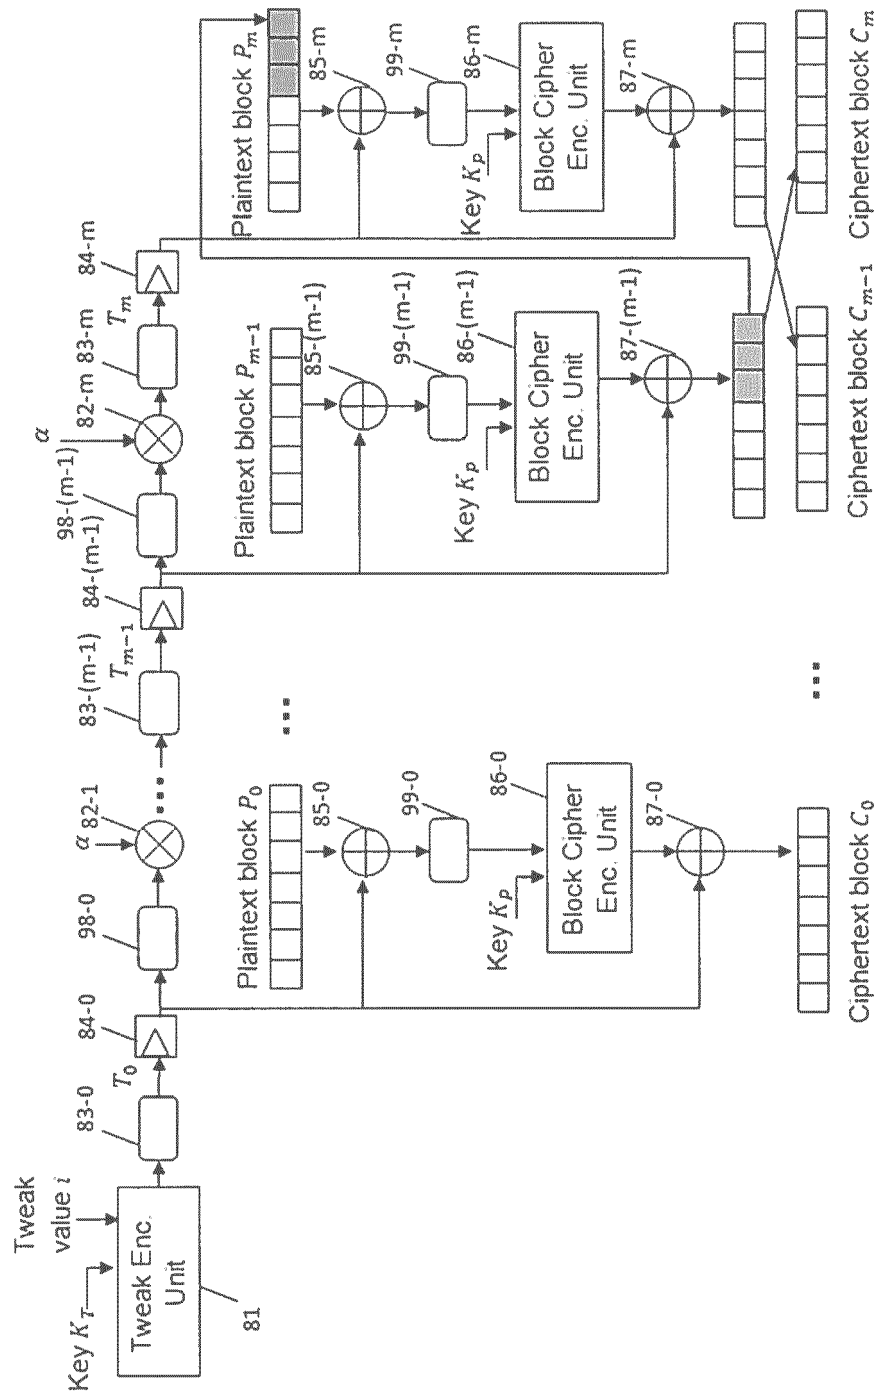 Tweak
value i
Key K_T
Tweak Enc.
Unit
81
83-0
T_0
84-0
98-0
α
82-1
...
83-(m-1)
T_{m-1}
84-(m-1)
98-(m-1)
α
82-m
83-m
T_m
84-m
Plaintext block P_0
85-0
99-0
86-0
Key K_p
Block Cipher
Enc. Unit
87-0
Ciphertext block C_0
...
...
Plaintext block P_{m-1}
85-(m-1)
99-(m-1)
86-(m-1)
Key K_p
Block Cipher
Enc. Unit
87-(m-1)
Ciphertext block C_{m-1}
Plaintext block P_m
85-m
99-m
86-m
Key K_p
Block Cipher
Enc. Unit
87-m
Ciphertext block C_m